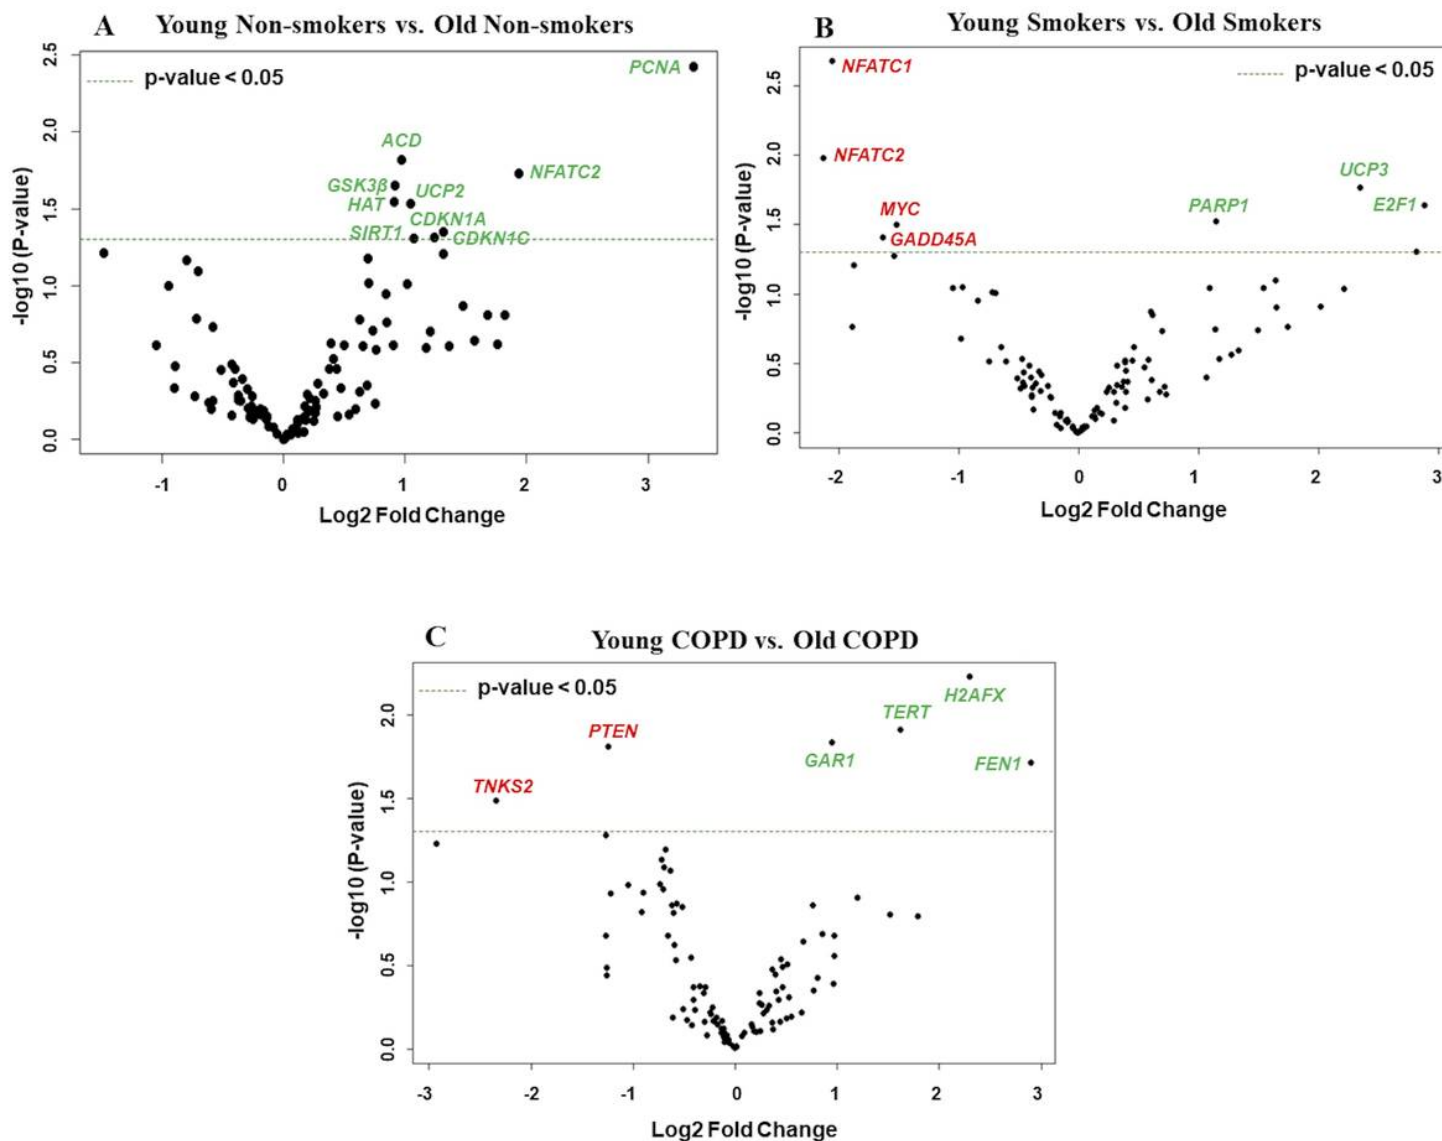 A Young Non-smokers vs. Old Non-smokers
p-value < 0.05
PCNA
ACD
NFATC2
GSK3β
UCP2
HAT
CDKN1A
SIRT1
CDKN1C
2.5
2.0
1.5
1.0
0.5
0.0
-log10 (P-value)
-1 0 1 2 3
Log2 Fold Change
B Young Smokers vs. Old Smokers
p-value < 0.05
NFATC1
NFATC2
UCP3
MYC
PARP1
E2F1
GADD45A
2.5
2.0
1.5
1.0
0.5
0.0
-log10 (P-value)
-2 -1 0 1 2 3
Log2 Fold Change
C Young COPD vs. Old COPD
p-value < 0.05
H2AFX
TERT
PTEN
GAR1
FEN1
TNKS2
2.0
1.5
1.0
0.5
0.0
-log10 (P-value)
-3 -2 -1 0 1 2 3
Log2 Fold Change